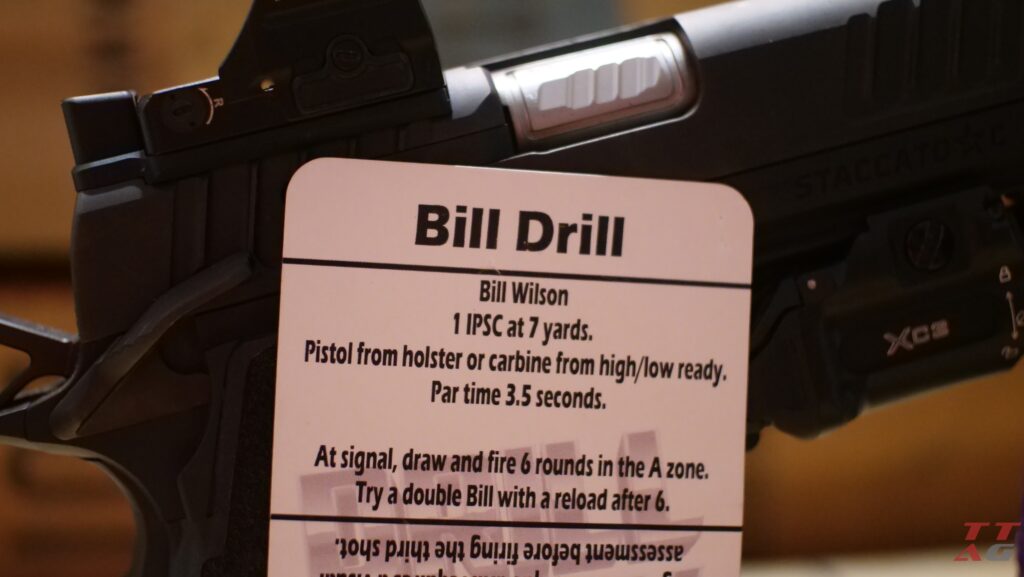 Bill Drill
Bill Wilson
1 IPSC at 7 yards.
Pistol from holster or carbine from high/low ready.
Par time 3.5 seconds.
At signal, draw and fire 6 rounds in the A zone.
Try a double Bill with a reload after 6.
DRILL
assessment before firing the third shot.
R
STACCATO C
XC2
TTAG